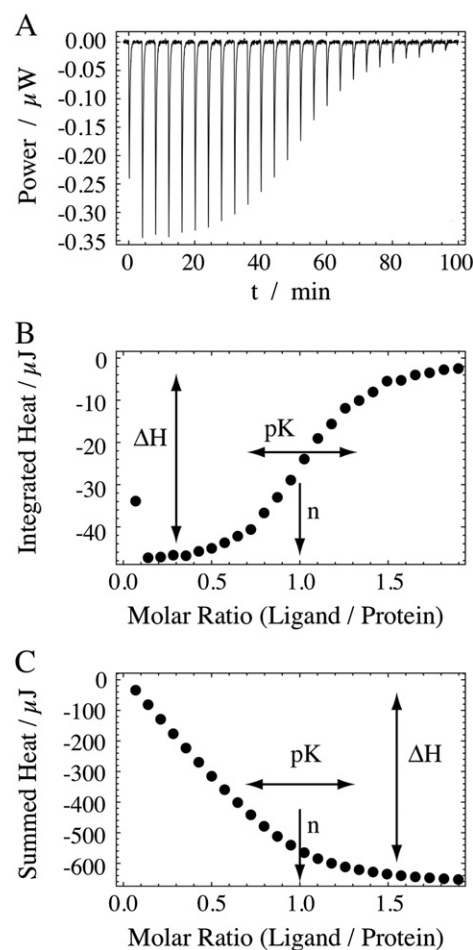 A
Power / μW
0.00
-0.05
-0.10
-0.15
-0.20
-0.25
-0.30
-0.35
0 20 40 60 80 100
t / min
B
Integrated Heat / μJ
0
-10
-20
-30
-40
ΔH
pK
n
0.0 0.5 1.0 1.5
Molar Ratio (Ligand / Protein)
C
Summed Heat / μJ
0
-100
-200
-300
-400
-500
-600
pK
ΔH
n
0.0 0.5 1.0 1.5
Molar Ratio (Ligand / Protein)